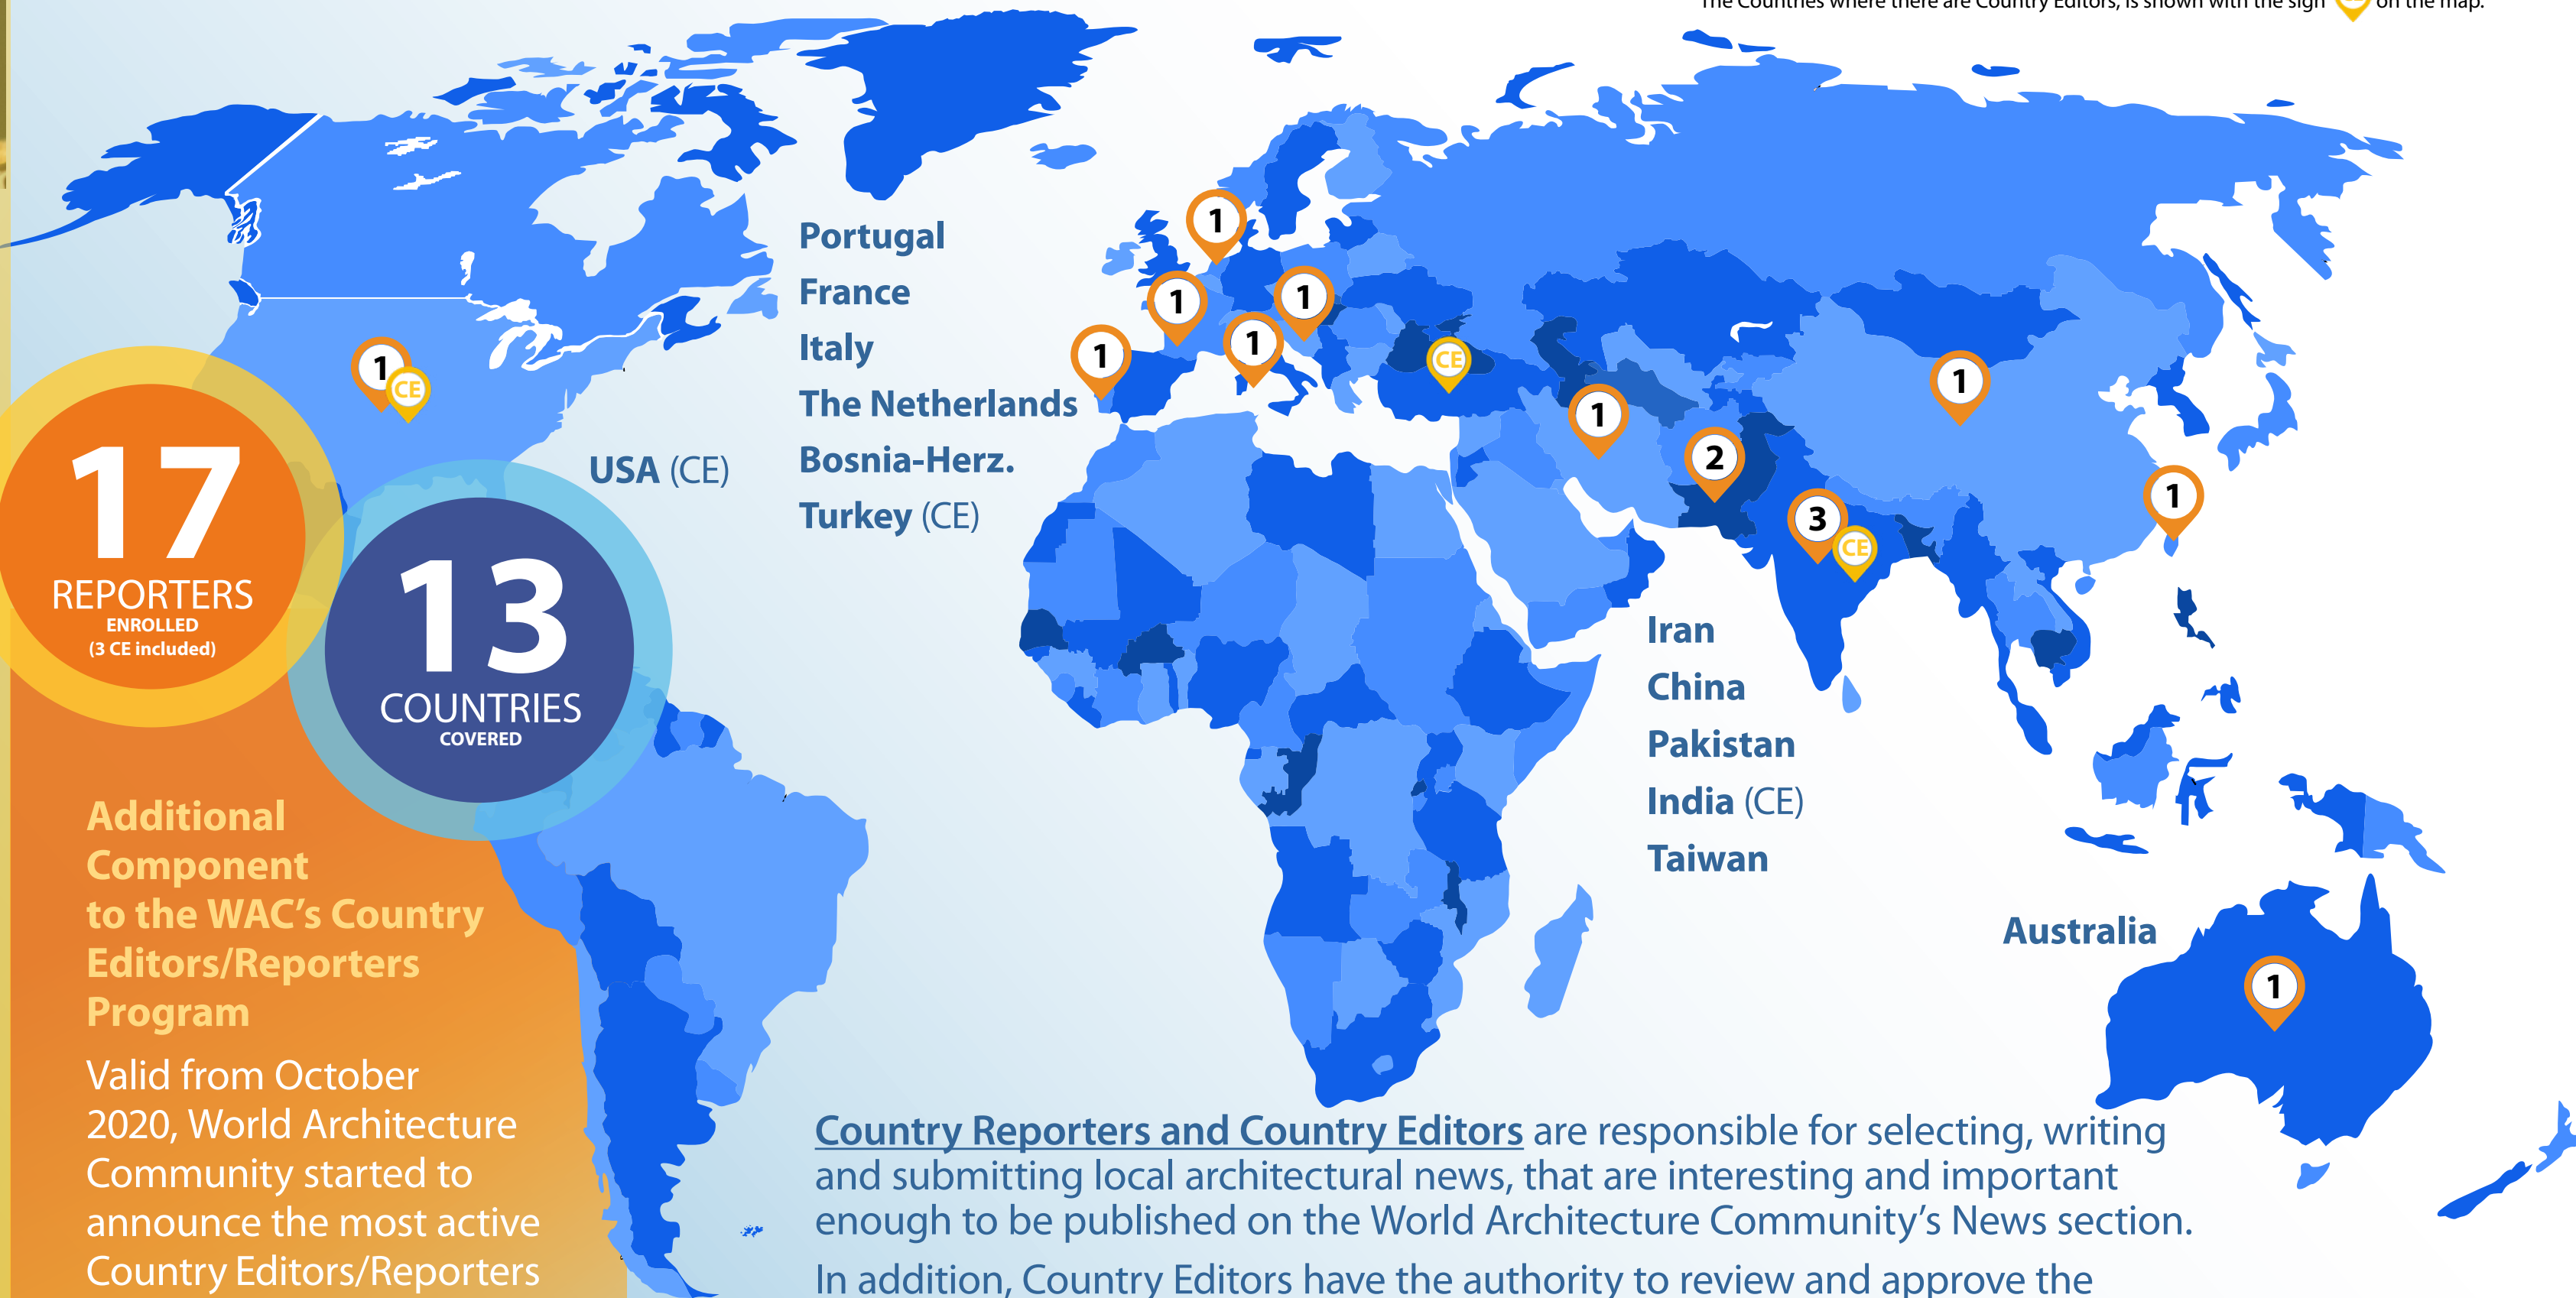 The Countries where there are Country Editors, is shown with the sign CE on the map.
1
1
1
1
1
CE
1
1
1
CE
2
3
CE
1
1
Portugal
France
Italy
The Netherlands
Bosnia-Herz.
Turkey (CE)
USA (CE)
17
REPORTERS
ENROLLED
(3 CE included)
13
COUNTRIES
COVERED
Iran
China
Pakistan
India (CE)
Taiwan
Australia
1
Additional
Component
to the WAC’s Country
Editors/Reporters
Program
Valid from October
2020, World Architecture
Community started to
announce the most active
Country Editors/Reporters
Country Reporters and Country Editors are responsible for selecting, writing
and submitting local architectural news, that are interesting and important
enough to be published on the World Architecture Community’s News section.
In addition, Country Editors have the authority to review and approve the